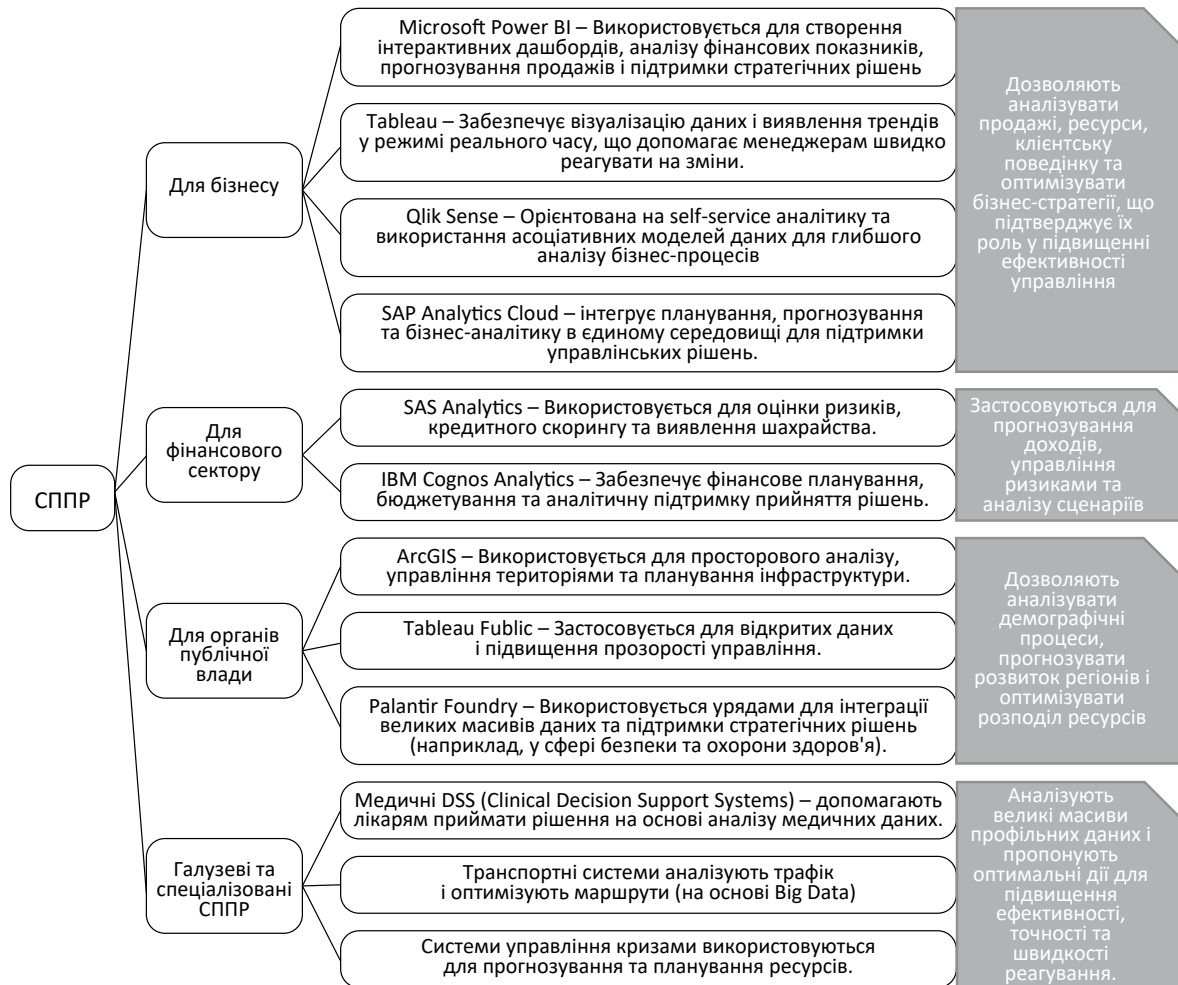 СППР
Для бізнесу
Microsoft Power BI – Використовується для створення
інтерактивних дашбордів, аналізу фінансових показників,
прогнозування продажів і підтримки стратегічних рішень
Tableau – Забезпечує візуалізацію даних і виявлення трендів
у режимі реального часу, що допомагає менеджерам швидко
реагувати на зміни.
Qlik Sense – Орієнтована на self-service аналітику та
використання асоціативних моделей даних для глибшого
аналізу бізнес-процесів
SAP Analytics Cloud – інтегрує планування, прогнозування
та бізнес-аналітику в єдиному середовищі для підтримки
управлінських рішень.
Дозволяють
аналізувати
продажі, ресурси,
клієнтську
поведінку та
оптимізувати
бізнес-стратегії, що
підтверджує їх
роль у підвищенні
ефективності
управління
Для
фінансового
сектору
SAS Analytics – Використовується для оцінки ризиків,
кредитного скорингу та виявлення шахрайства.
IBM Cognos Analytics – Забезпечує фінансове планування,
бюджетування та аналітичну підтримку прийняття рішень.
Застосовуються для
прогнозування
доходів,
управління
ризиками та
аналізу сценаріїв
Для органів
публічної
влади
ArcGIS – Використовується для просторового аналізу,
управління територіями та планування інфраструктури.
Tableau Fublic – Застосовується для відкритих даних
і підвищення прозорості управління.
Palantir Foundry – Використовується урядами для інтеграції
великих масивів даних та підтримки стратегічних рішень
(наприклад, у сфері безпеки та охорони здоров'я).
Дозволяють
аналізувати
демографічні
процеси,
прогнозувати
розвиток регіонів і
оптимізувати
розподіл ресурсів
Галузеві та
спеціалізовані
СППР
Медичні DSS (Clinical Decision Support Systems) – допомагають
лікарям приймати рішення на основі аналізу медичних даних.
Транспортні системи аналізують трафік
і оптимізують маршрути (на основі Big Data)
Системи управління кризами використовуються
для прогнозування та планування ресурсів.
Аналізують
великі масиви
профільних даних і
пропонують
оптимальні дії для
підвищення
ефективності,
точності та
швидкості
реагування.